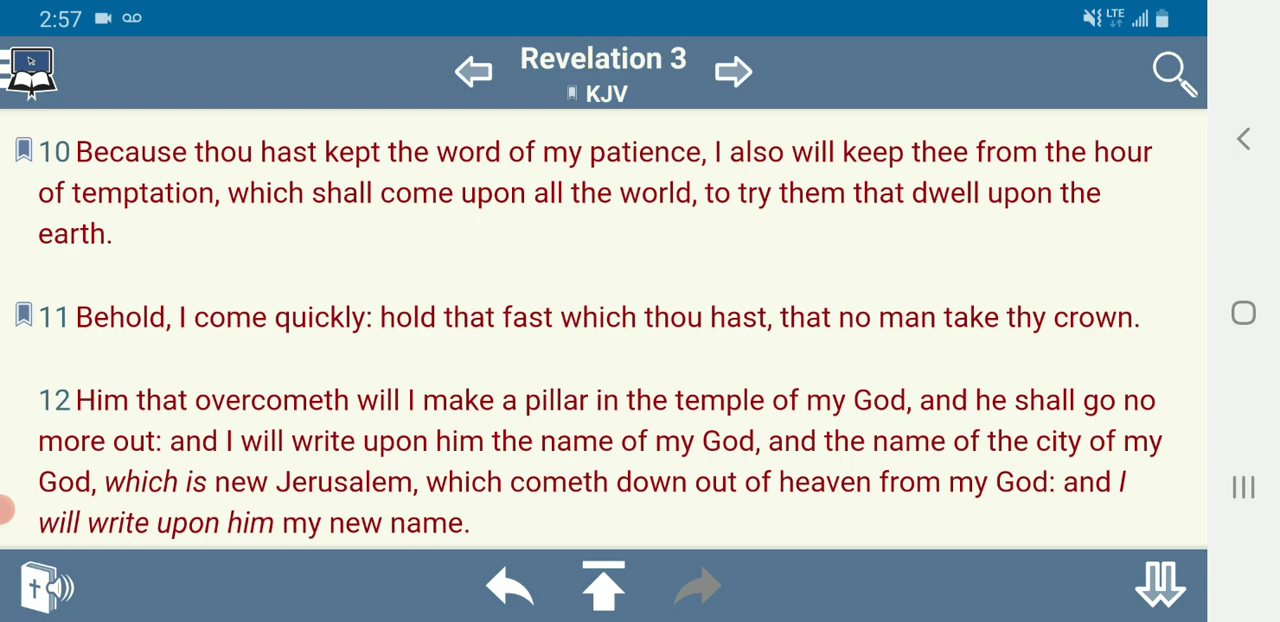 2:57
LTE
Revelation 3
KJV
10 Because thou hast kept the word of my patience, I also will keep thee from the hour
of temptation, which shall come upon all the world, to try them that dwell upon the
earth.
11 Behold, I come quickly: hold that fast which thou hast, that no man take thy crown.
12 Him that overcometh will I make a pillar in the temple of my God, and he shall go no
more out: and I will write upon him the name of my God, and the name of the city of my
God, which is new Jerusalem, which cometh down out of heaven from my God: and I
will write upon him my new name.